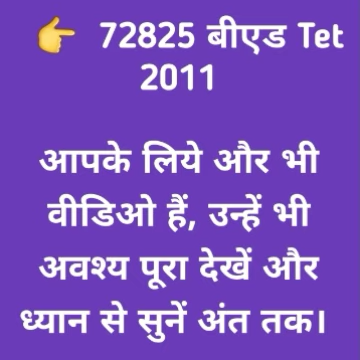 👉 72825 बीएड Tet
2011
आपके लिये और भी
वीडिओ हैं, उन्हें भी
अवश्य पूरा देखें और
ध्यान से सुनें अंत तक।